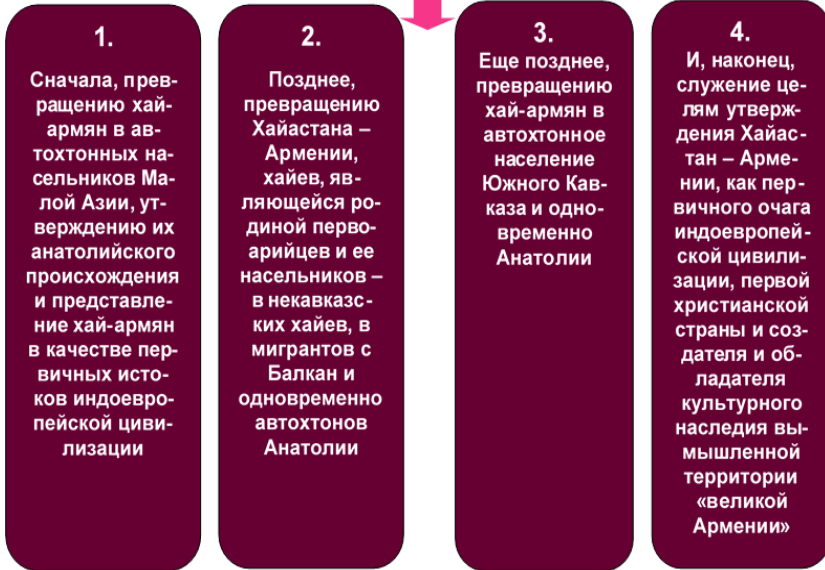 1.
Сначала, прев-
ращению хай-
армян в ав-
тохтонных на-
сельников Ма-
лой Азии, ут-
верждению их
анатолийского
происхождения
и представле-
ние хай-армян
в качестве пер-
вичных исто-
ков индоевро-
пейской циви-
лизации
2.
Позднее,
превращению
Хайастана –
Армении,
хайев, яв-
ляющейся ро-
диной перво-
арийцев и ее
насельников –
в некавказс-
ких хайев, в
мигрантов с
Балкан и
одновременно
автохтонов
Анатолии
3.
Еще позднее,
превращению
хай-армян в
автохтонное
население
Южного Кав-
каза и одно-
временно
Анатолии
4.
И, наконец,
служение це-
лям утверж-
дения Хайас-
тан – Арме-
нии, как пер-
вичного очага
индоевропей-
ской цивили-
зации, первой
христианской
страны и соз-
дателя и об-
ладателя
культурного
наследия вы-
мышленной
территории
«великой
Армении»